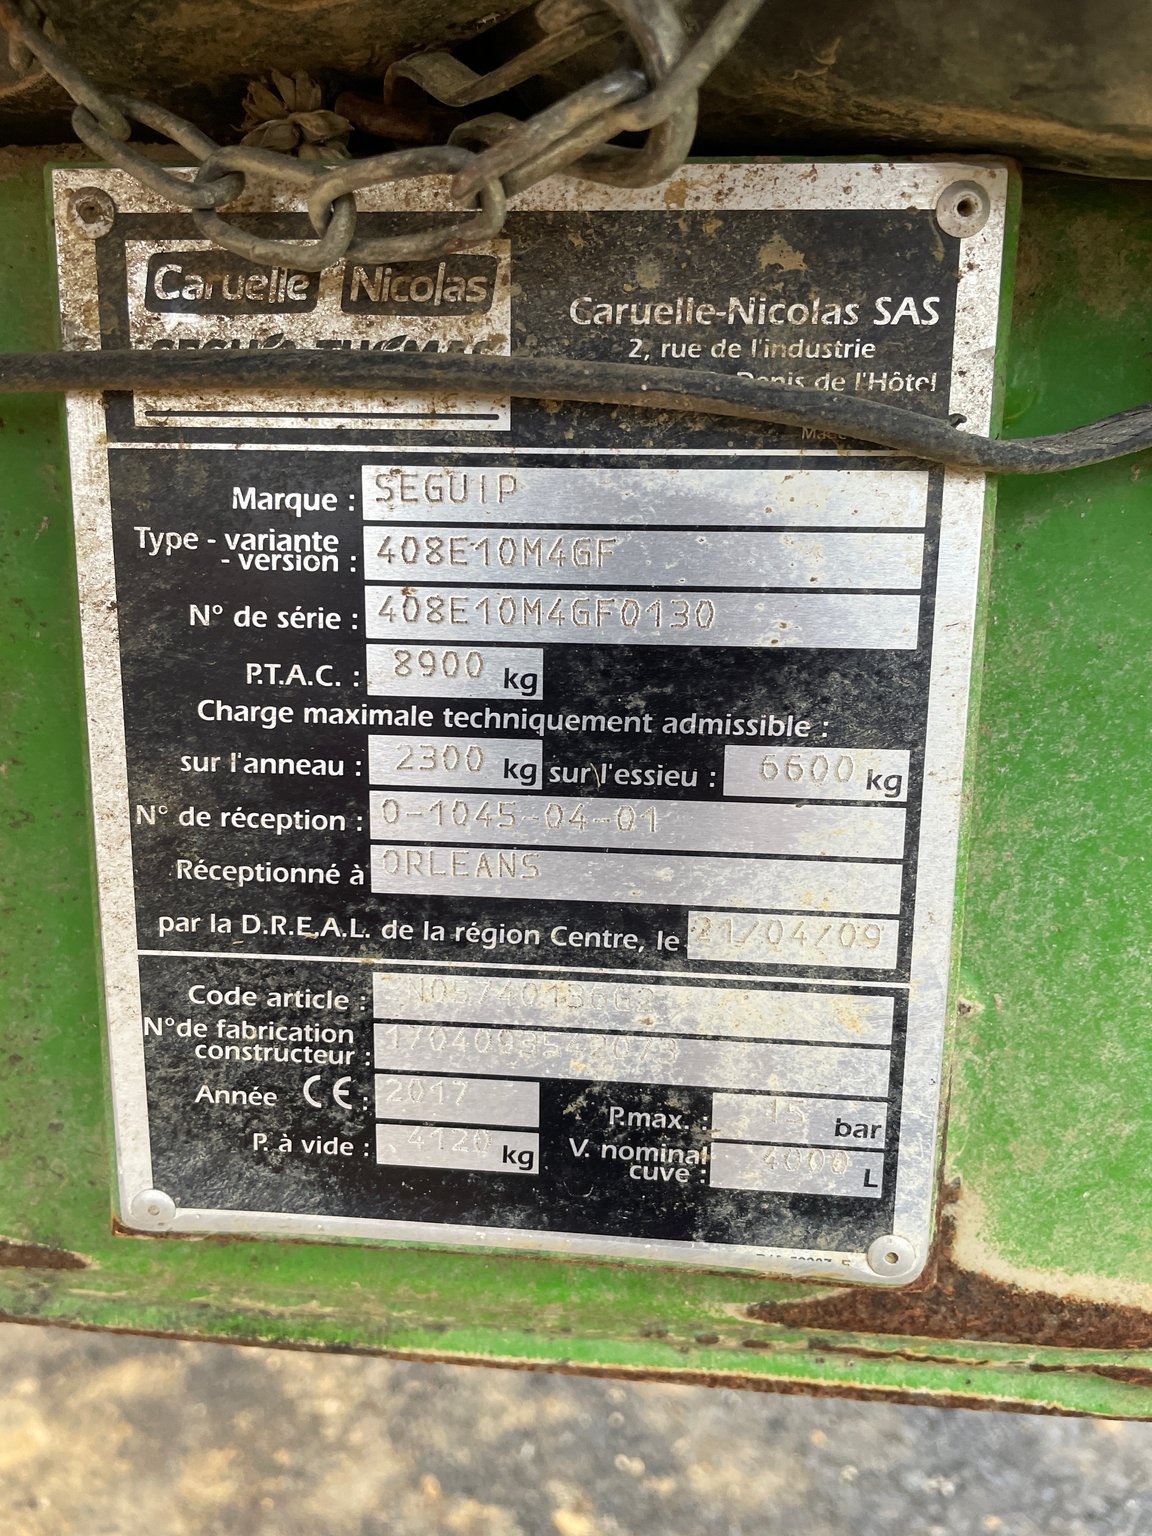 Caruelle Nicolas
Caruelle-Nicolas SAS
2, rue de l'industrie
Denis de l'Hôtel
Marque : SEGUIP
Type - variante
- version : 408E10M4GF
N° de série : 408E10M4GF0130
P.T.A.C. : 8900 kg
Charge maximale techniquement admissible :
sur l'anneau : 2300 kg sur l'essieu : 6600 kg
N° de réception : 0-1045-04-01
Réceptionné à ORLEANS
par la D.R.E.A.L. de la région Centre, le 21/04/09
Code article :
N°de fabrication
constructeur :
Année CE : 2017
P.max. : 15 bar
P. à vide : 4120 kg
V. nominal
cuve : 4000 L